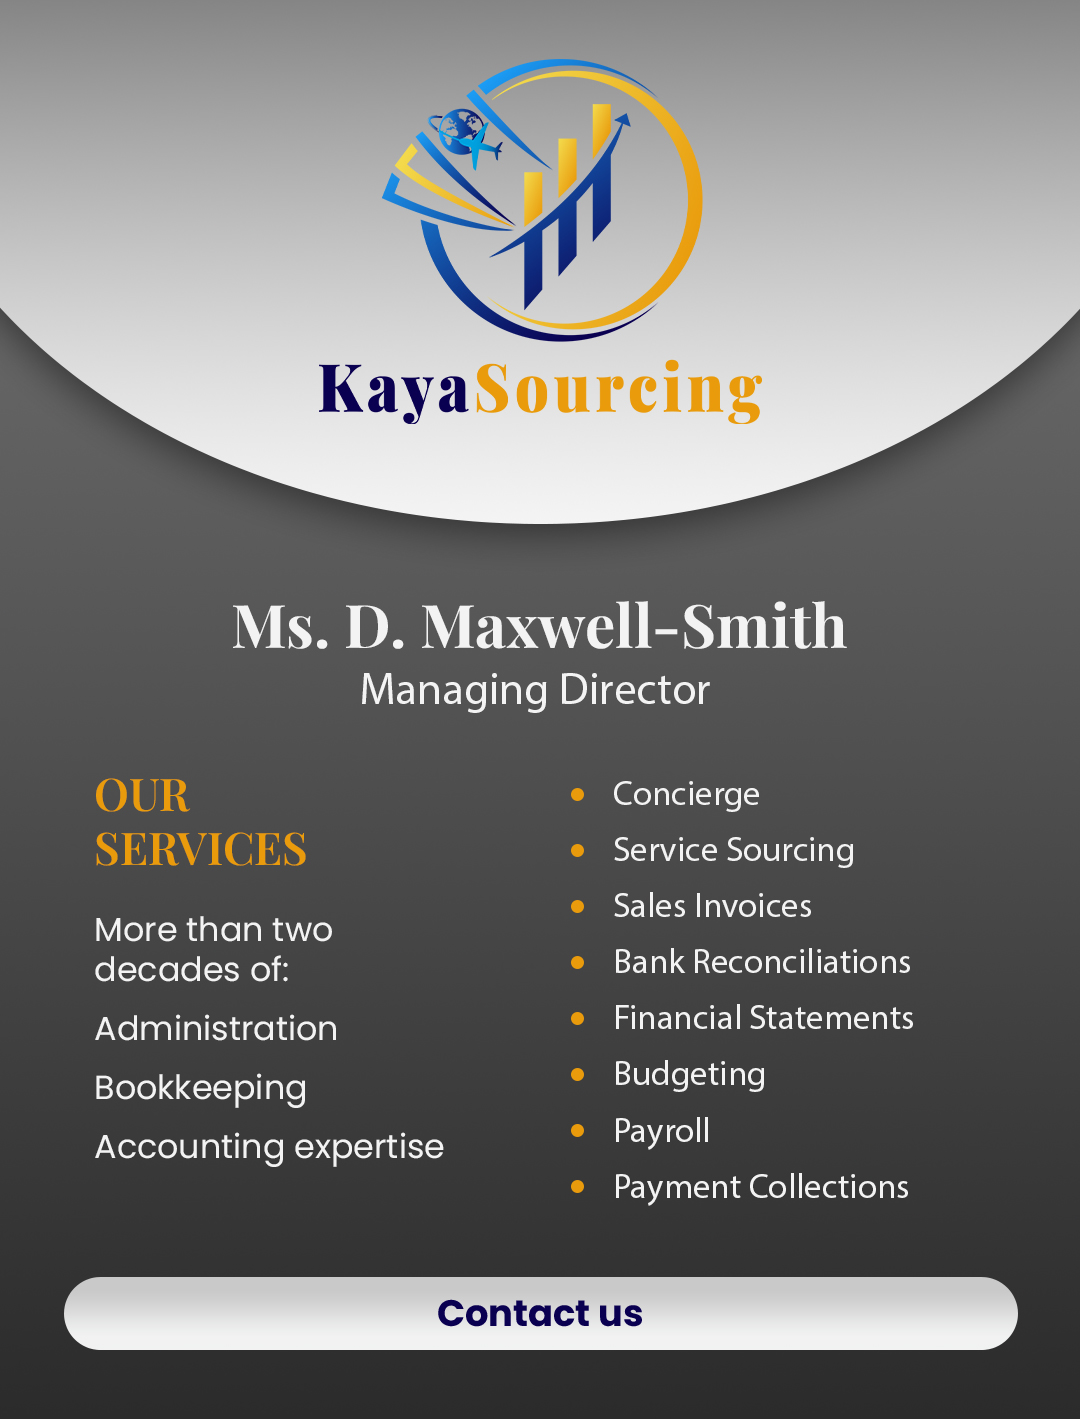 KayaSourcing
Ms. D. Maxwell-Smith
Managing Director
OUR
SERVICES
More than two
decades of:
Administration
Bookkeeping
Accounting expertise
Concierge
Service Sourcing
Sales Invoices
Bank Reconciliations
Financial Statements
Budgeting
Payroll
Payment Collections
Contact us